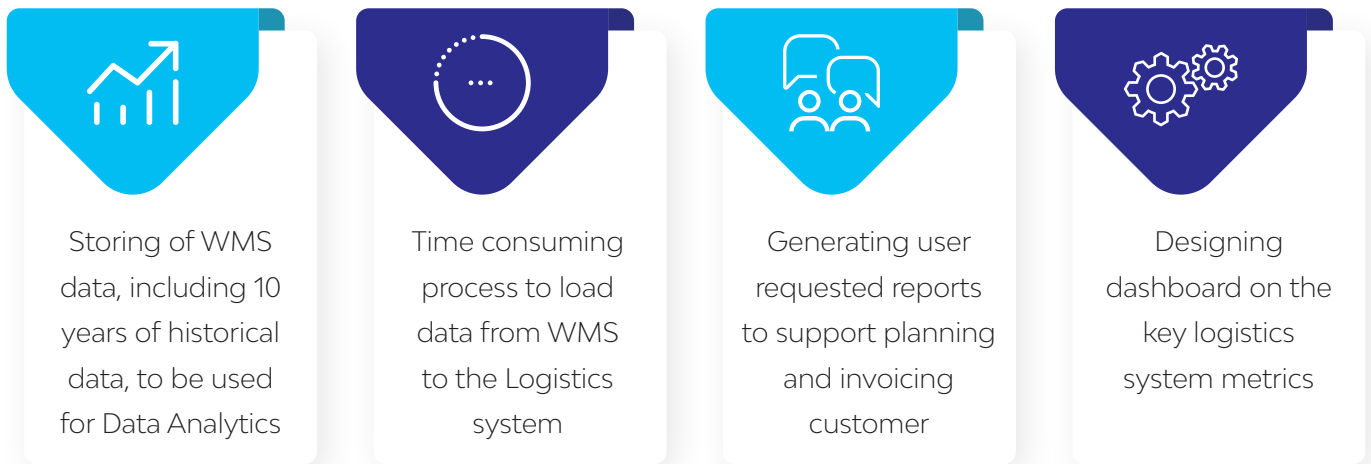 Storing of WMS
data, including 10
years of historical
data, to be used
for Data Analytics
Time consuming
process to load
data from WMS
to the Logistics
system
Generating user
requested reports
to support planning
and invoicing
customer
Designing
dashboard on the
key logistics
system metrics